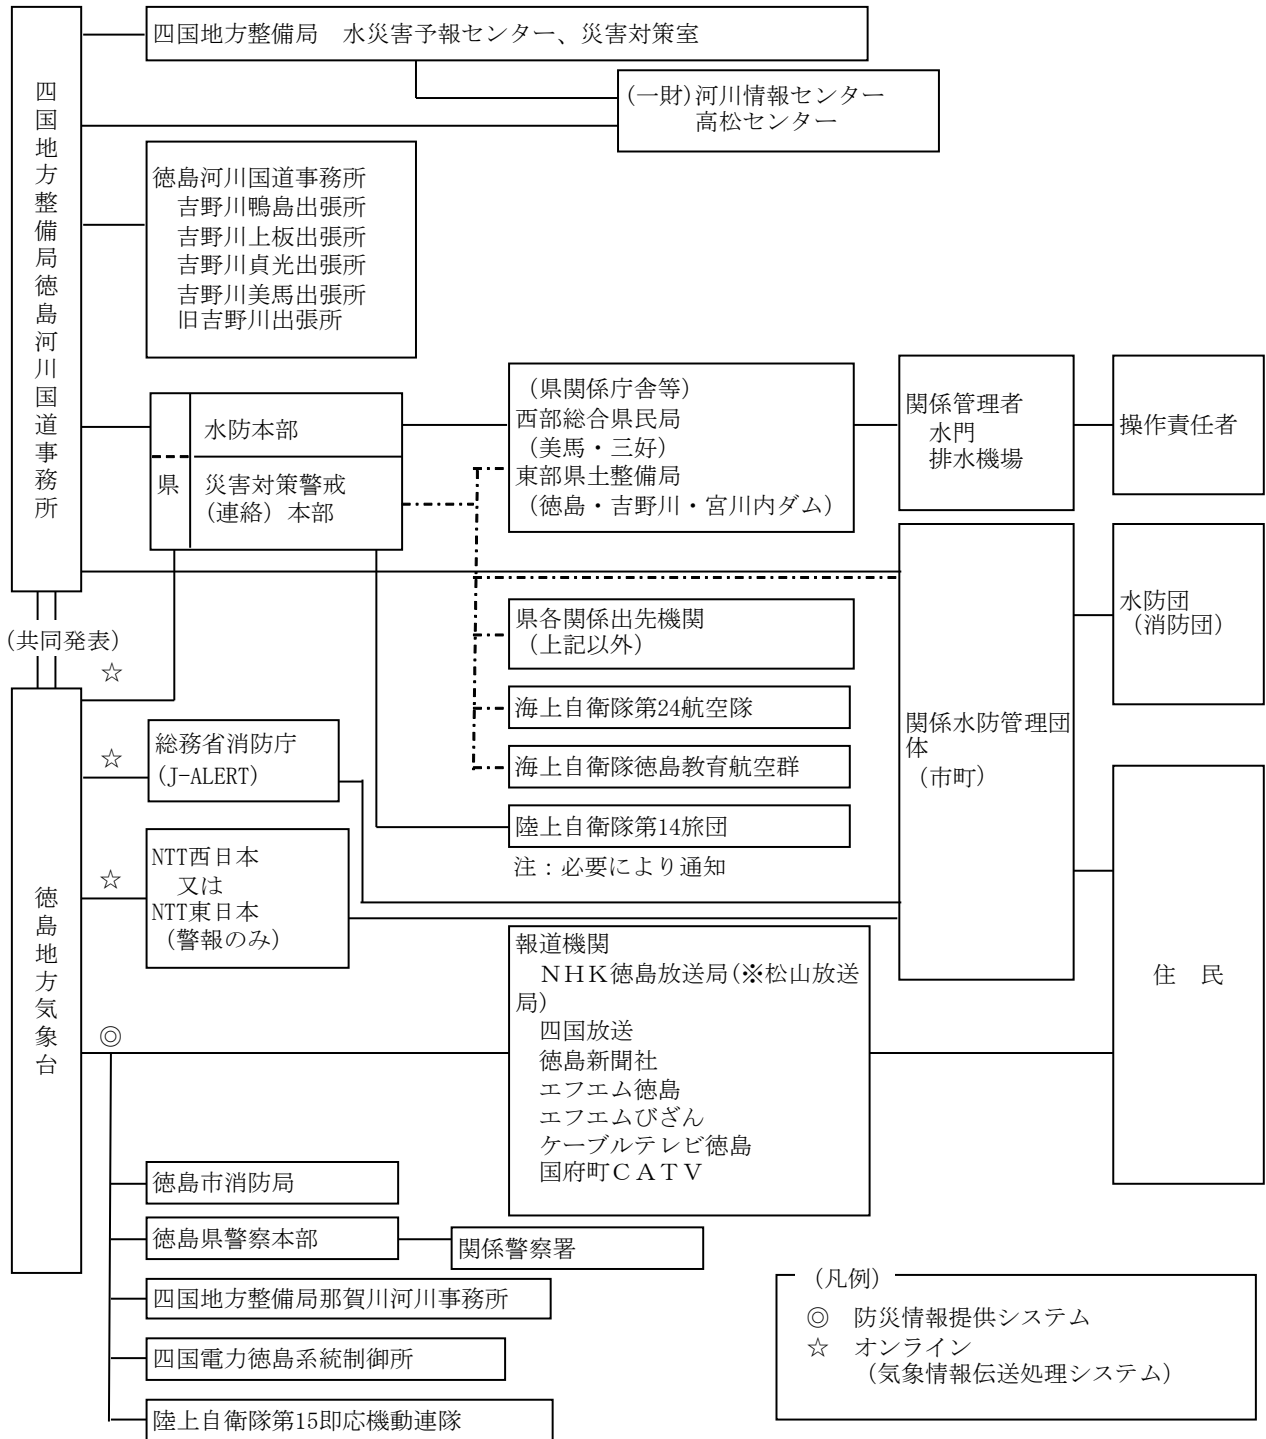 四国地方整備局徳島河川国道事務所
四国地方整備局　水災害予報センター、災害対策室
(一財)河川情報センター
高松センター
徳島河川国道事務所
吉野川鴨島出張所
吉野川上板出張所
吉野川貞光出張所
吉野川美馬出張所
旧吉野川出張所
県
水防本部
災害対策警戒
(連絡）本部
（県関係庁舎等）
西部総合県民局
（美馬・三好）
東部県土整備局
（徳島・吉野川・宮川内ダム）
関係管理者
水門
排水機場
操作責任者
水防団
（消防団）
県各関係出先機関
（上記以外）
海上自衛隊第24航空隊
海上自衛隊徳島教育航空群
陸上自衛隊第14旅団
注：必要により通知
関係水防管理団
体
（市町）
(共同発表)
☆
徳島地方気象台
☆
総務省消防庁
(J-ALERT)
☆
NTT西日本
又は
NTT東日本
（警報のみ）
◎
報道機関
ＮＨＫ徳島放送局(※松山放送
局)
四国放送
徳島新聞社
エフエム徳島
エフエムびざん
ケーブルテレビ徳島
国府町ＣＡＴＶ
住　民
徳島市消防局
徳島県警察本部
関係警察署
四国地方整備局那賀川河川事務所
四国電力徳島系統制御所
陸上自衛隊第15即応機動連隊
（凡例）
◎　防災情報提供システム
☆　オンライン
（気象情報伝送処理システム）